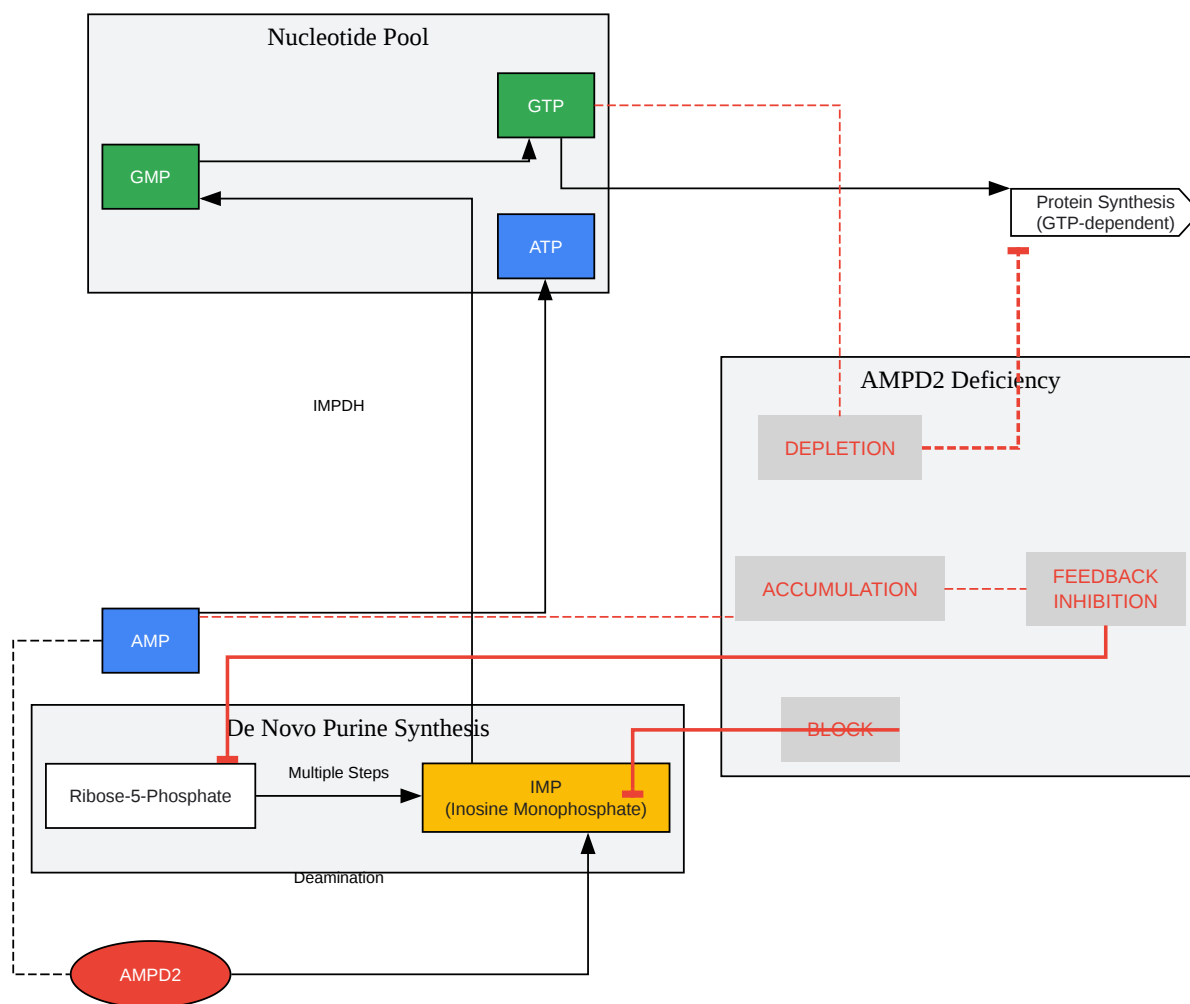 Nucleotide Pool
GTP
GMP
Protein Synthesis
(GTP-dependent)
ATP
AMPD2 Deficiency
IMPDH
DEPLETION
ACCUMULATION
FEEDBACK
INHIBITION
AMP
De Novo Purine Synthesis
BLOCK
Multiple Steps
Ribose-5-Phosphate
IMP
(Inosine Monophosphate)
Deamination
AMPD2